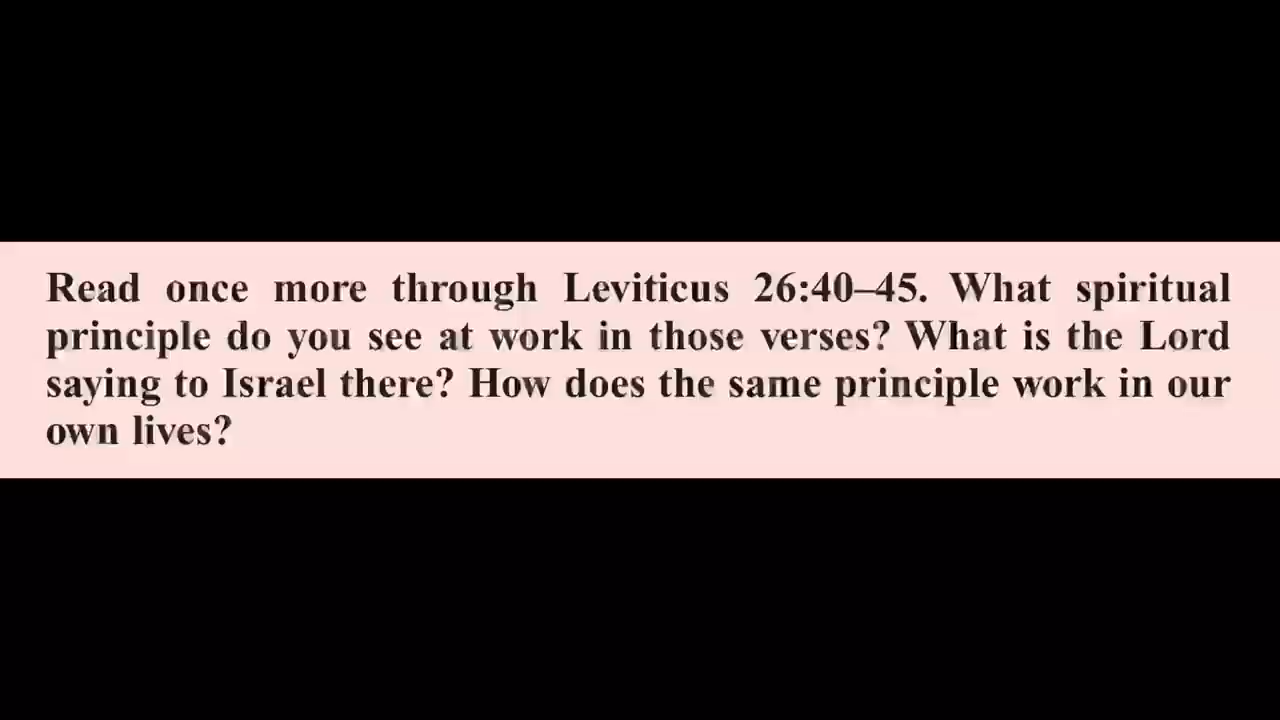 Read once more through Leviticus 26:40–45. What spiritual
principle do you see at work in those verses? What is the Lord
saying to Israel there? How does the same principle work in our
own lives?